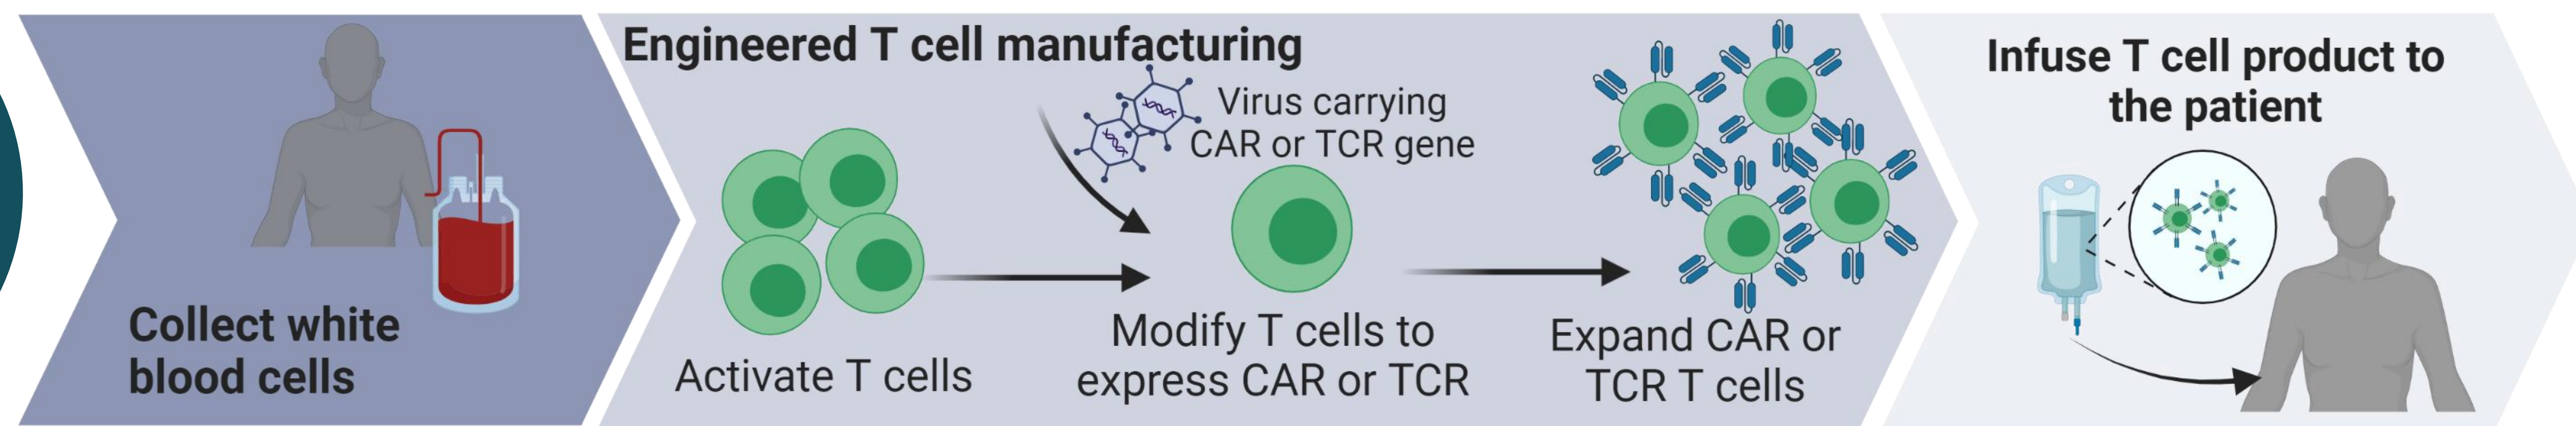 Collect white
blood cells
Engineered T cell manufacturing
Virus carrying
CAR or TCR gene
Activate T cells
Modify T cells to
express CAR or TCR
Expand CAR or
TCR T cells
Infuse T cell product to
the patient